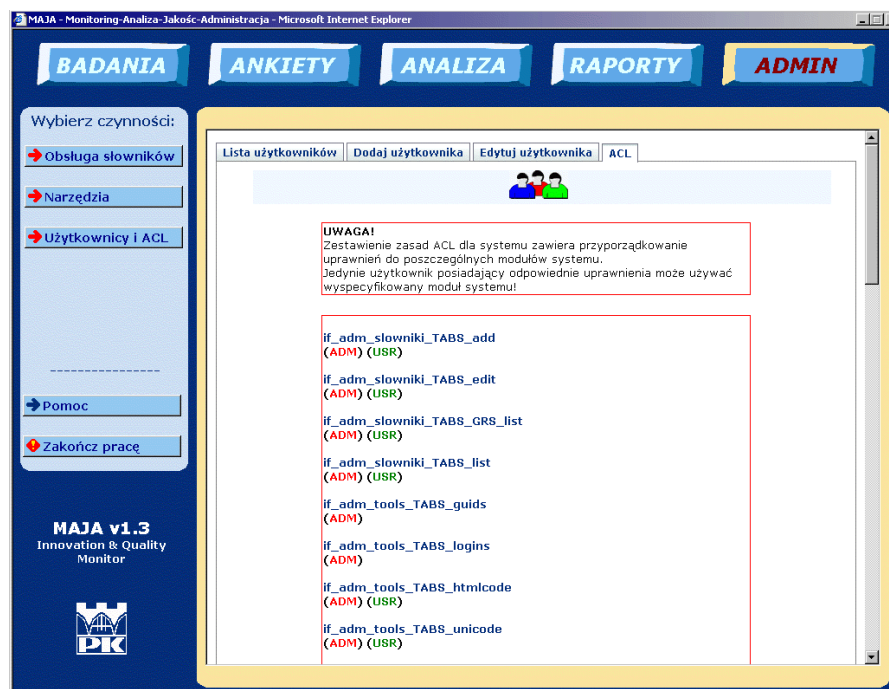 MAJA - Monitoring-Analiza-Jakośc-Administracja - Microsoft Internet Explorer
BADANIA
ANKIETY
ANALIZA
RAPORTY
ADMIN
Wybierz czynności:
Obsługa słowników
Narzędzia
Użytkownicy i ACL
----------------
Pomoc
Zakończ pracę
MAJA v1.3
Innovation & Quality
Monitor
PK
Lista użytkowników
Dodaj użytkownika
Edytuj użytkownika
ACL
UWAGA!
Zestawienie zasad ACL dla systemu zawiera przyporządkowanie
uprawnień do poszczególnych modułów systemu.
Jedynie użytkownik posiadający odpowiednie uprawnienia może używać
wyspecyfikowany moduł systemu!
if_adm_slowniki_TABS_add
(ADM) (USR)
if_adm_slowniki_TABS_edit
(ADM) (USR)
if_adm_slowniki_TABS_GRS_list
(ADM) (USR)
if_adm_slowniki_TABS_list
(ADM) (USR)
if_adm_tools_TABS_guids
(ADM)
if_adm_tools_TABS_logins
(ADM)
if_adm_tools_TABS_htmlcode
(ADM) (USR)
if_adm_tools_TABS_unicode
(ADM) (USR)